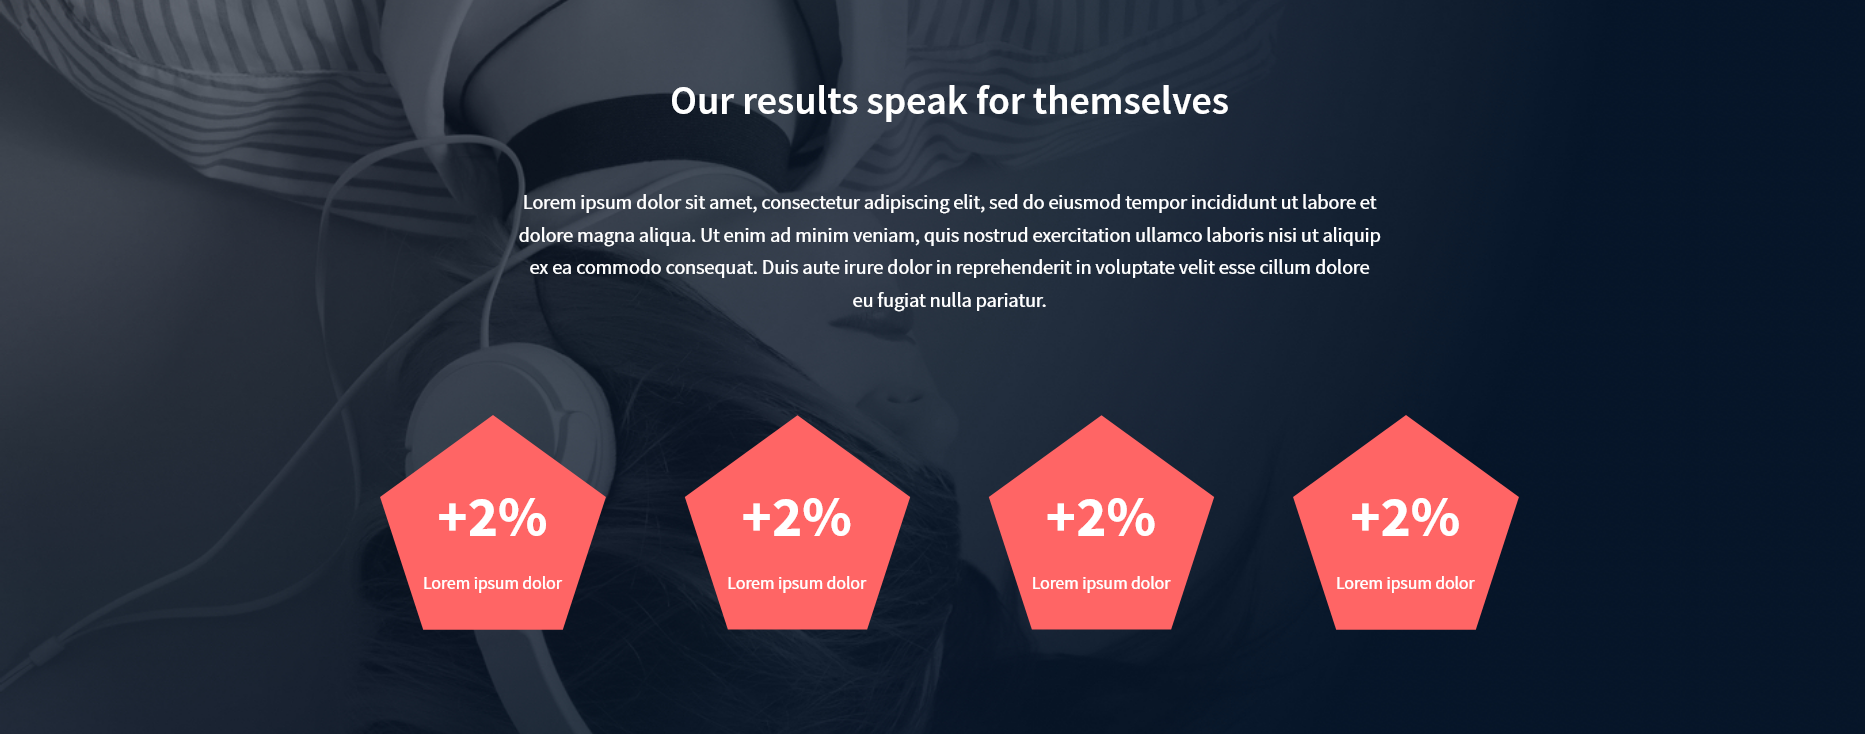 Our results speak for themselves
Lorem ipsum dolor sit amet, consectetur adipiscing elit, sed do eiusmod tempor incididunt ut labore et
dolore magna aliqua. Ut enim ad minim veniam, quis nostrud exercitation ullamco laboris nisi ut aliquip
ex ea commodo consequat. Duis aute irure dolor in reprehenderit in voluptate velit esse cillum dolore
eu fugiat nulla pariatur.
+2% +2% +2% +2%
Lorem ipsum dolor Lorem ipsum dolor Lorem ipsum dolor Lorem ipsum dolor